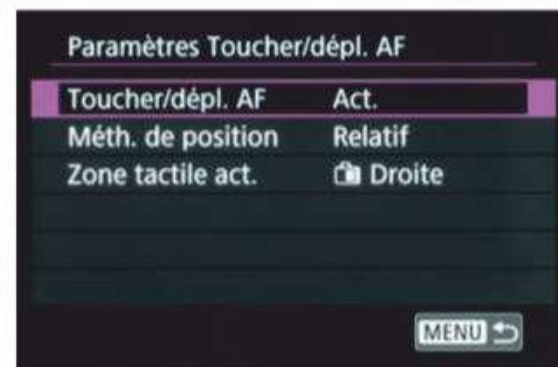 Paramètres Toucher/dépl. AF
Toucher/dépl. AF Act.
Méth. de position Relatif
Zone tactile act. Droite
MENU